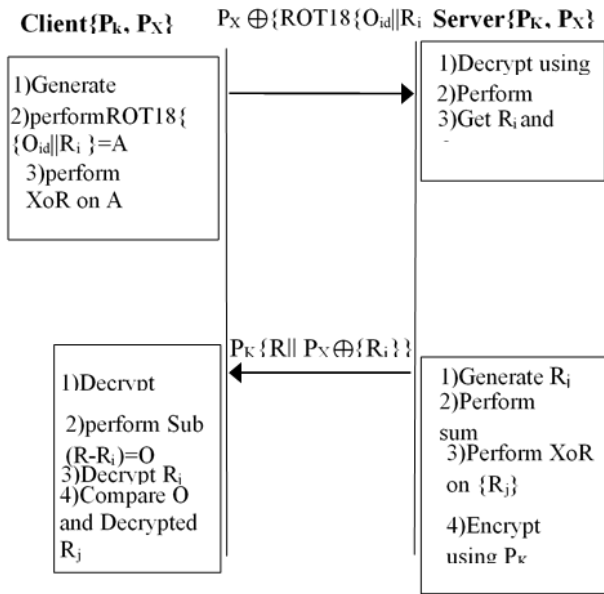 Client{Pk, PX}
PX ⊕{ROT18{Oid||Ri
Server{PK, PX}
1)Generate
2)performROT18{
{Oid||Ri }=A
3)perform
XoR on A
1)Decrypt using
2)Perform
3)Get Ri and
PK{R|| PX⊕{Ri}}
1)Decrypt
2)perform Sub
(R-Ri)=O
3)Decrypt Rj
4)Compare O
and Decrypted
Rj
1)Generate Rj
2)Perform
sum
3)Perform XoR
on {Rj}
4)Encrypt
using PK